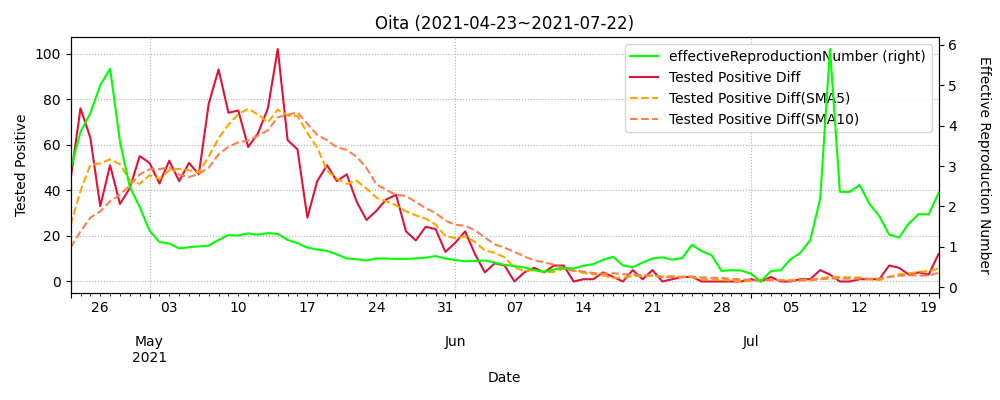 Oita (2021-04-23~2021-07-22)
effectiveReproductionNumber (right)
Tested Positive Diff
Tested Positive Diff(SMA5)
Tested Positive Diff(SMA10)
Tested Positive
100
80
60
40
20
0
6
5
4
3
2
1
0
Effective Reproduction Number
26 03 10 17 24 31 07 14 21 28 05 12 19
May Jun Jul
2021
Date